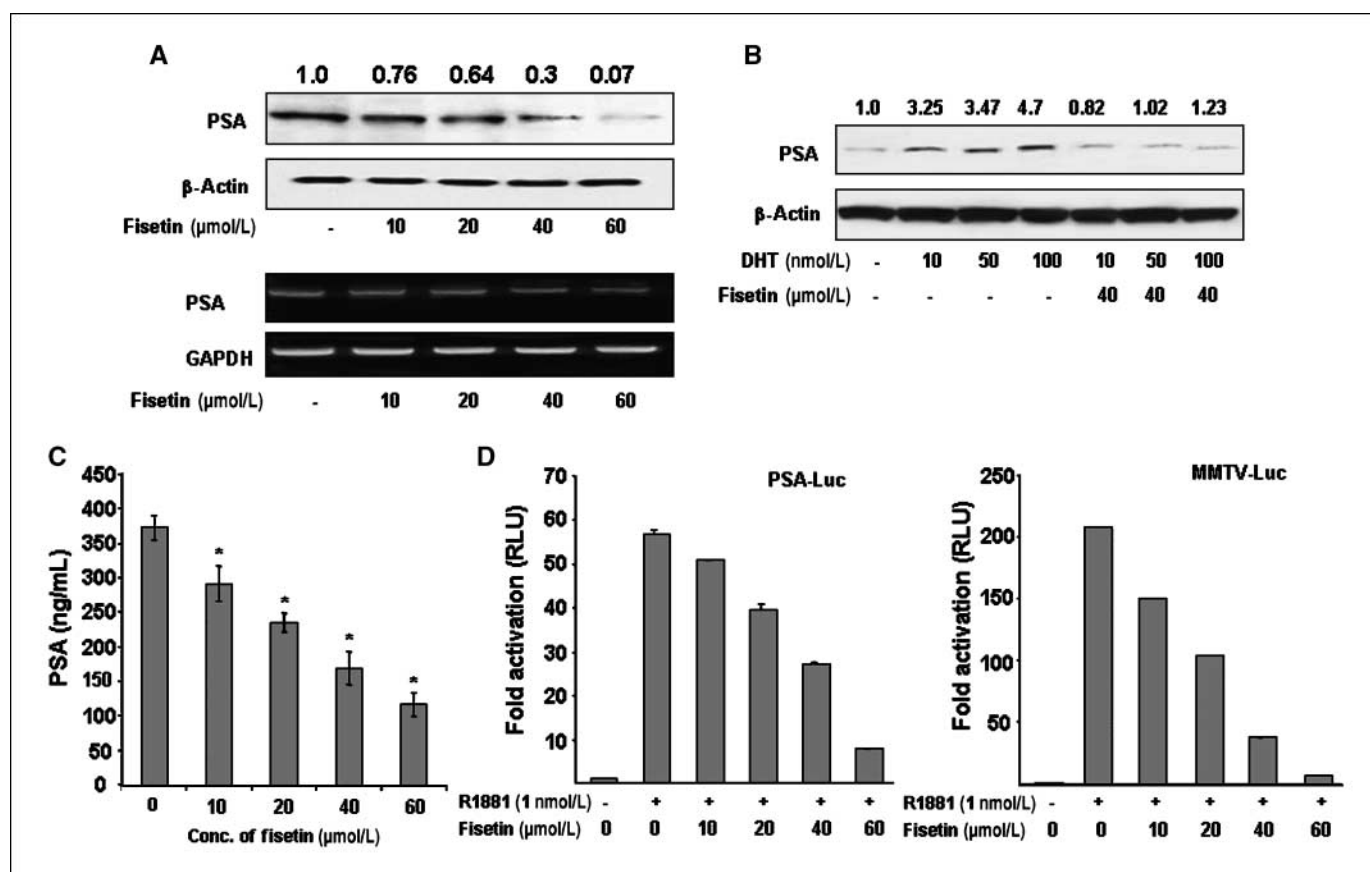 A
1.0 0.76 0.64 0.3 0.07
PSA
β-Actin
Fisetin (µmol/L) - 10 20 40 60
PSA
GAPDH
Fisetin (µmol/L) - 10 20 40 60
B
1.0 3.25 3.47 4.7 0.82 1.02 1.23
PSA
β-Actin
DHT (nmol/L) - 10 50 100 10 50 100
Fisetin (µmol/L) - - - - 40 40 40
C
PSA (ng/mL)
450
400
350
300
250
200
150
100
50
0
* * * *
0 10 20 40 60
Conc. of fisetin (µmol/L)
D
PSA-Luc
Fold activation (RLU)
70
60
50
40
30
20
10
R1881 (1 nmol/L) - + + + + +
Fisetin (µmol/L) 0 0 10 20 40 60
MMTV-Luc
Fold activation (RLU)
250
200
150
100
50
R1881 (1 nmol/L) - + + + + +
Fisetin (µmol/L) 0 0 10 20 40 60